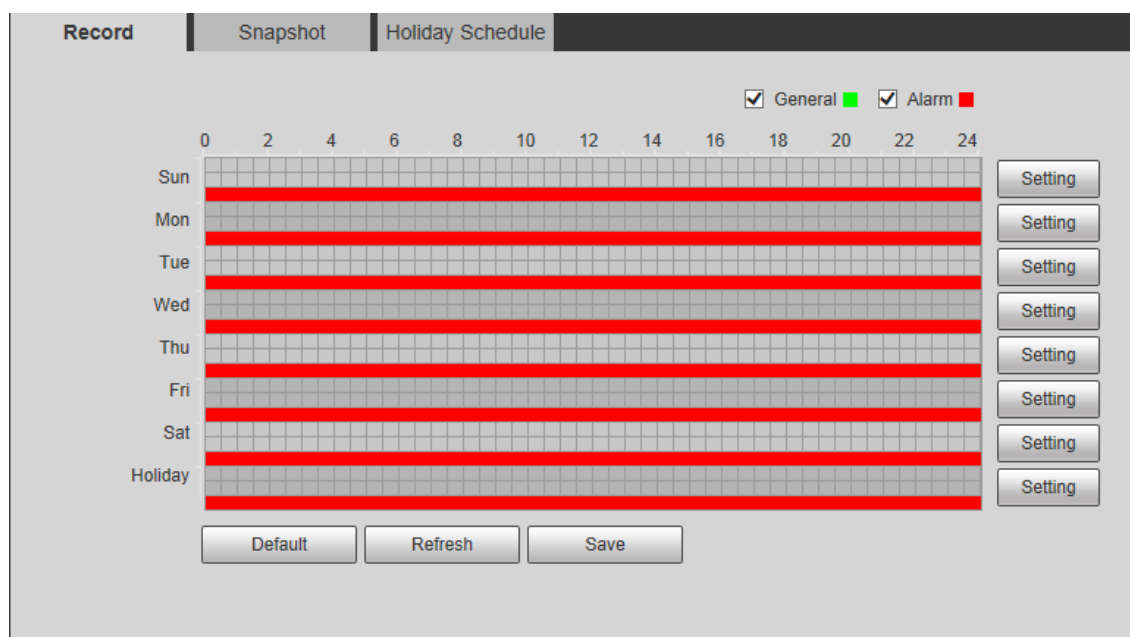 Record Snapshot Holiday Schedule
General Alarm
0 2 4 6 8 10 12 14 16 18 20 22 24
Sun Setting
Mon Setting
Tue Setting
Wed Setting
Thu Setting
Fri Setting
Sat Setting
Holiday Setting
Default Refresh Save